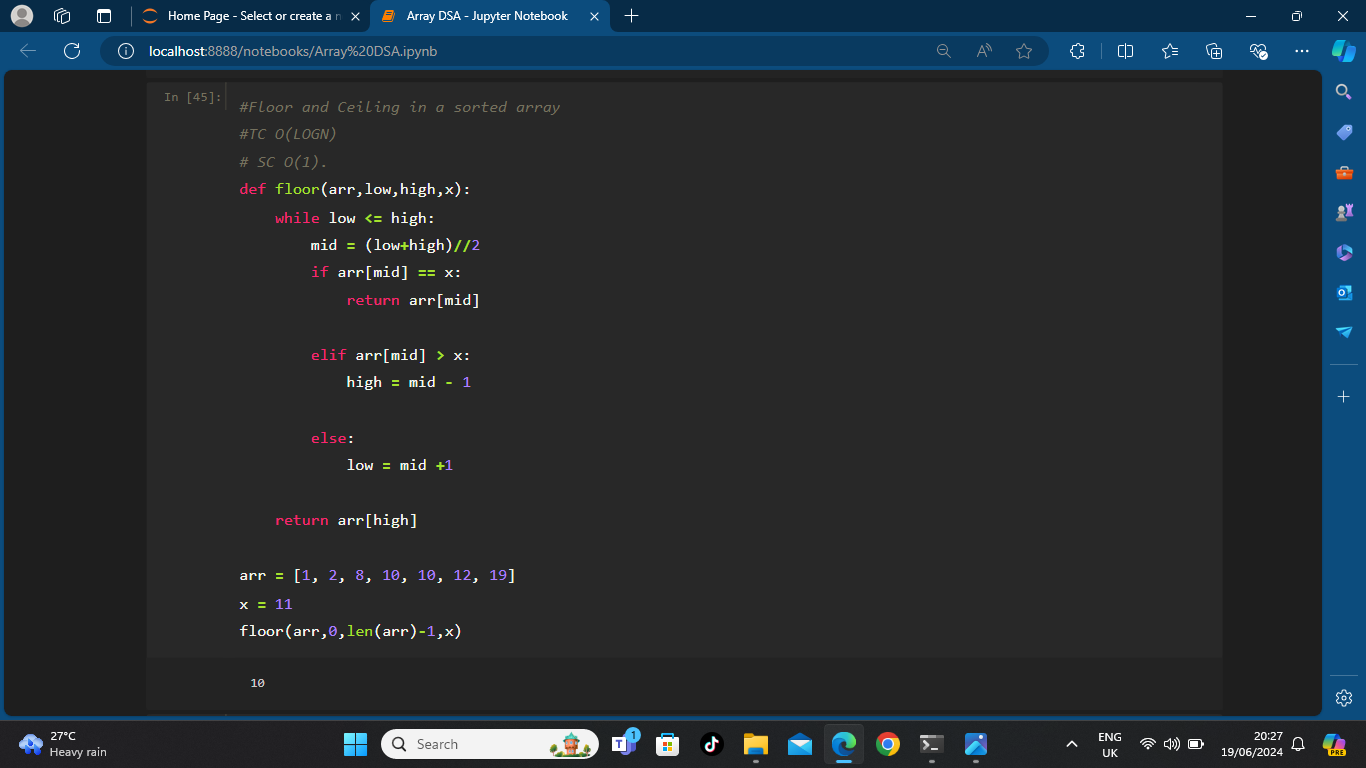 Home Page - Select or create a n
Array DSA - Jupyter Notebook
localhost:8888/notebooks/Array%20DSA.ipynb
In [45]:
#Floor and Ceiling in a sorted array
#TC O(LOGN)
# SC O(1).
def floor(arr,low,high,x):
    while low <= high:
        mid = (low+high)//2
        if arr[mid] == x:
            return arr[mid]
        elif arr[mid] > x:
            high = mid - 1
        else:
            low = mid +1
    return arr[high]
arr = [1, 2, 8, 10, 10, 12, 19]
x = 11
floor(arr,0,len(arr)-1,x)
10
27°C
Heavy rain
Search
1
ENG
UK
20:27
19/06/2024
PRE